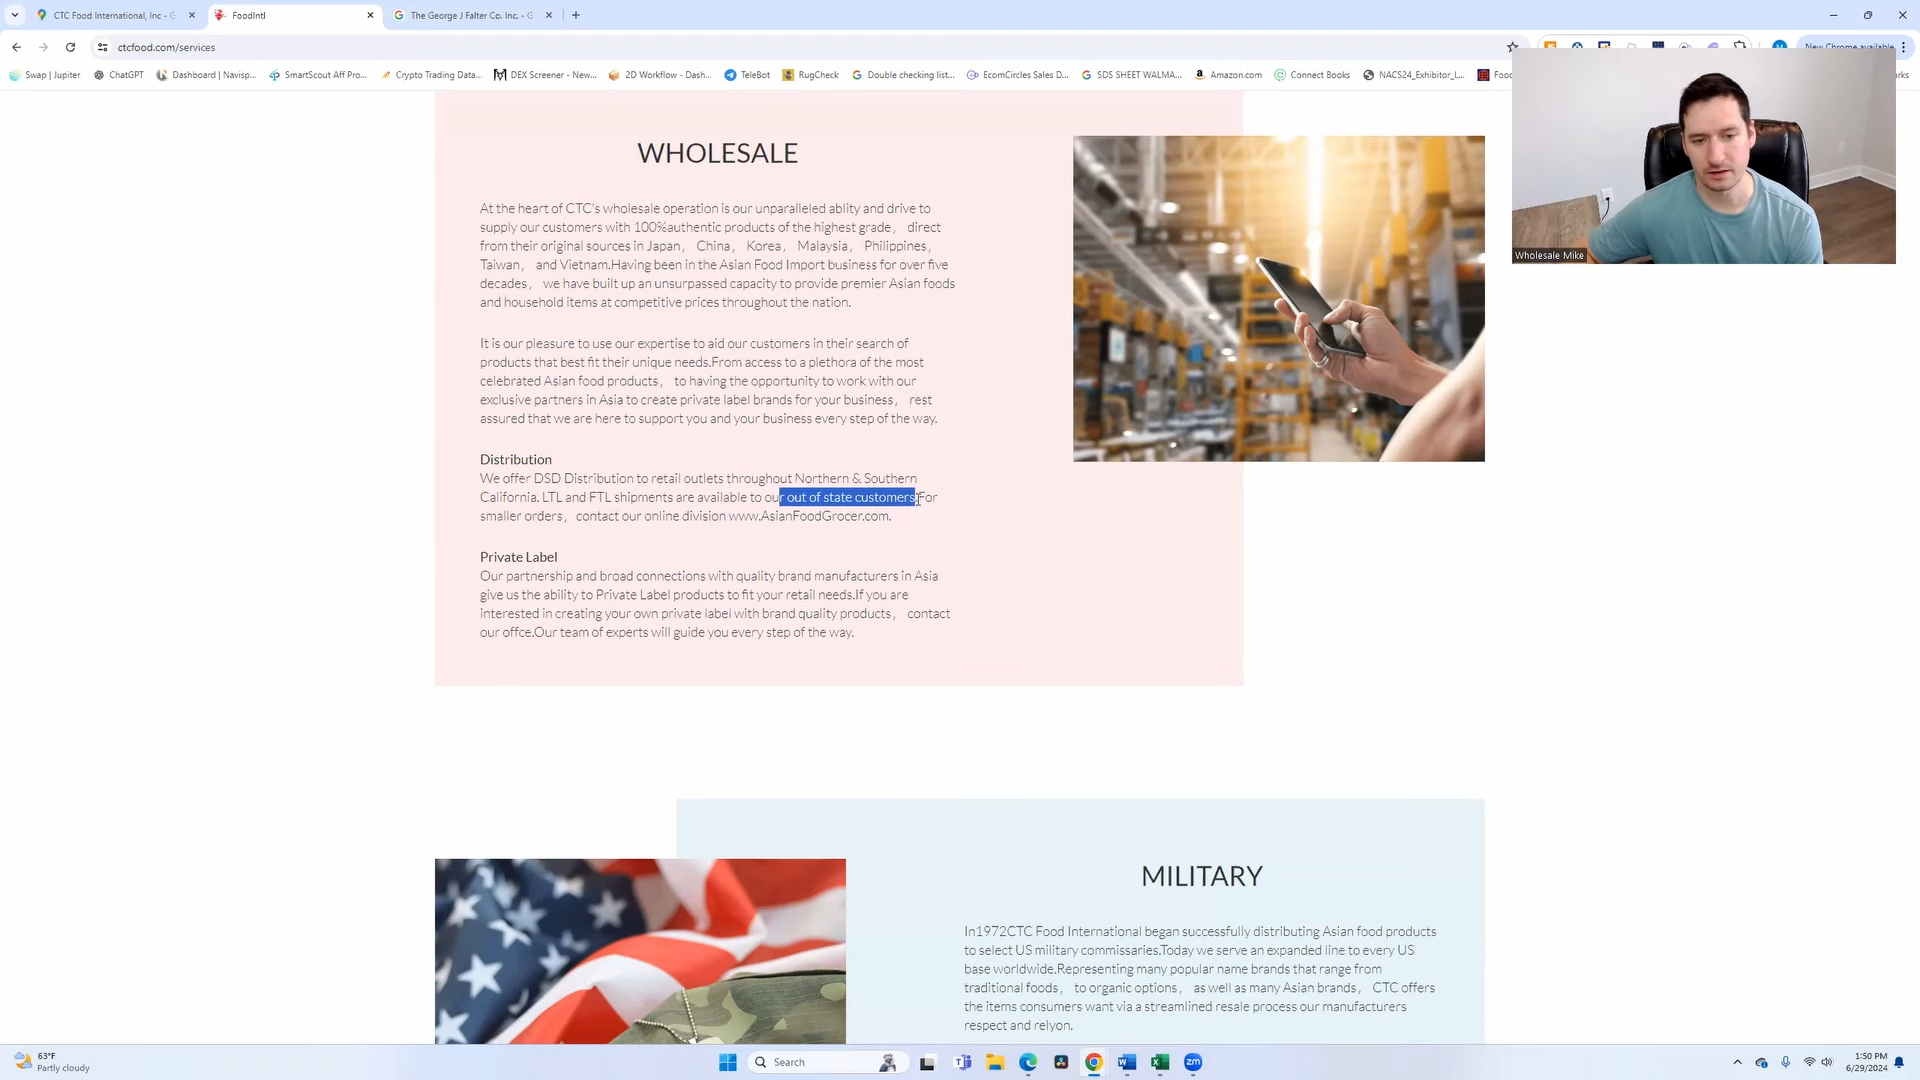 CTC Food International, Inc - G
FoodIntl
The George J Falter Co. Inc. - G
ctcfood.com/services
New Chrome available
Swap | Jupiter
ChatGPT
Dashboard | Navisp...
SmartScout Aff Pro...
Crypto Trading Data...
DEX Screener - New...
2D Workflow - Dash...
TeleBot
RugCheck
Double checking list...
EcomCircles Sales D...
SDS SHEET WALMA...
Amazon.com
Connect Books
NACS24_Exhibitor_L...
WHOLESALE
At the heart of CTC's wholesale operation is our unparalleled ablity and drive to
supply our customers with 100%authentic products of the highest grade， direct
from their original sources in Japan， China， Korea， Malaysia， Philippines，
Taiwan， and Vietnam.Having been in the Asian Food Import business for over five
decades， we have built up an unsurpassed capacity to provide premier Asian foods
and household items at competitive prices throughout the nation.
It is our pleasure to use our expertise to aid our customers in their search of
products that best fit their unique needs.From access to a plethora of the most
celebrated Asian food products， to having the opportunity to work with our
exclusive partners in Asia to create private label brands for your business， rest
assured that we are here to support you and your business every step of the way.
Distribution
We offer DSD Distribution to retail outlets throughout Northern & Southern
California. LTL and FTL shipments are available to our out of state customers.For
smaller orders， contact our online division www.AsianFoodGrocer.com.
Private Label
Our partnership and broad connections with quality brand manufacturers in Asia
give us the ability to Private Label products to fit your retail needs.If you are
interested in creating your own private label with brand quality products， contact
our offce.Our team of experts will guide you every step of the way.
Wholesale Mike
MILITARY
In1972CTC Food International began successfully distributing Asian food products
to select US military commissaries.Today we serve an expanded line to every US
base worldwide.Representing many popular name brands that range from
traditional foods， to organic options， as well as many Asian brands， CTC offers
the items consumers want via a streamlined resale process our manufacturers
respect and relyon.
63°F
Partly cloudy
Search
1:50 PM
6/29/2024